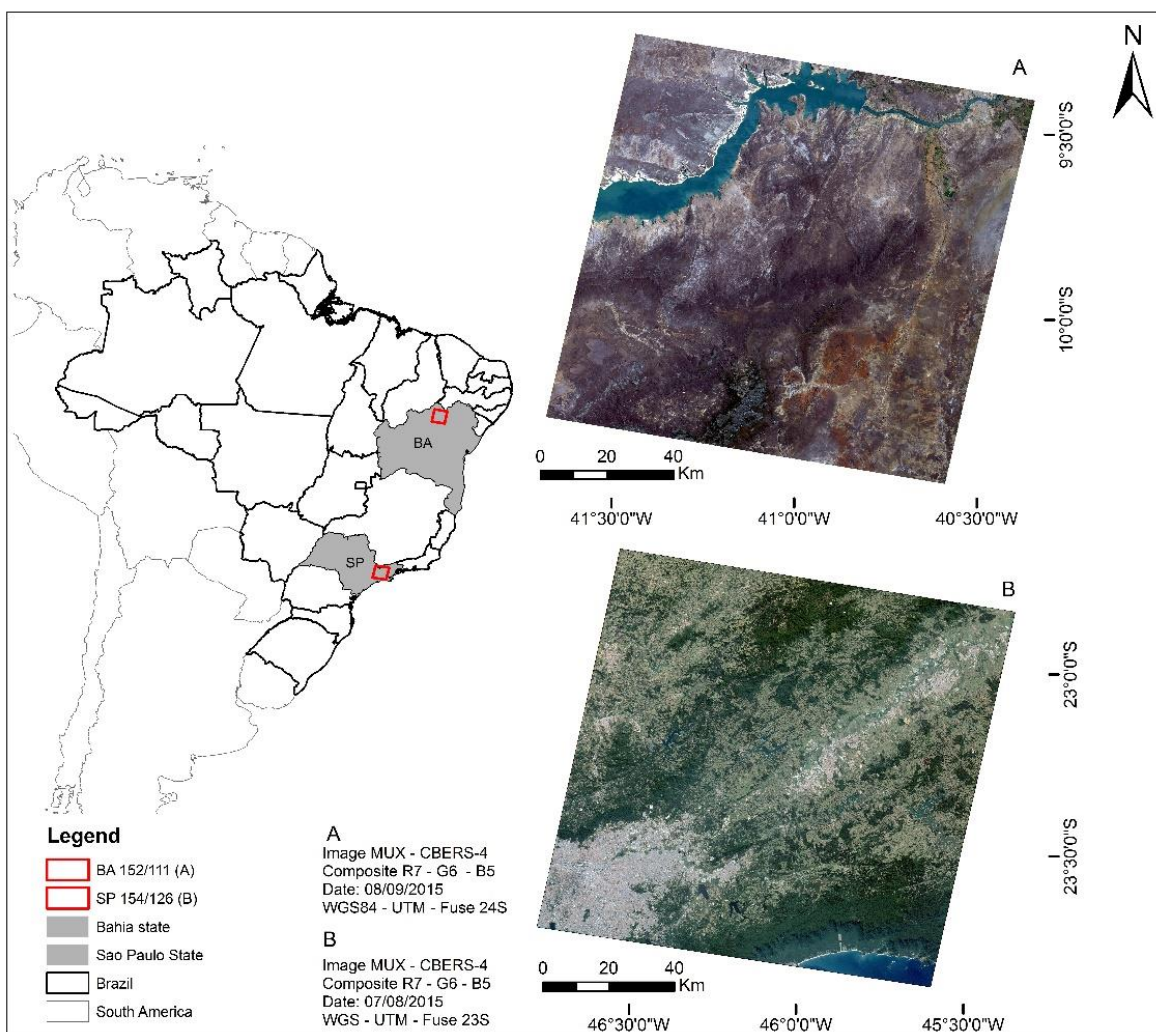 N
A
9°30'0"S
10°0'0"S
BA
SP
0 20 40
Km
41°30'0"W 41°0'0"W 40°30'0"W
B
23°0'0"S
23°30'0"S
0 20 40
Km
46°30'0"W 46°0'0"W 45°30'0"W
Legend
BA 152/111 (A)
SP 154/126 (B)
Bahia state
Sao Paulo State
Brazil
South America
A
Image MUX - CBERS-4
Composite R7 - G6 - B5
Date: 08/09/2015
WGS84 - UTM - Fuse 24S
B
Image MUX - CBERS-4
Composite R7 - G6 - B5
Date: 07/08/2015
WGS - UTM - Fuse 23S